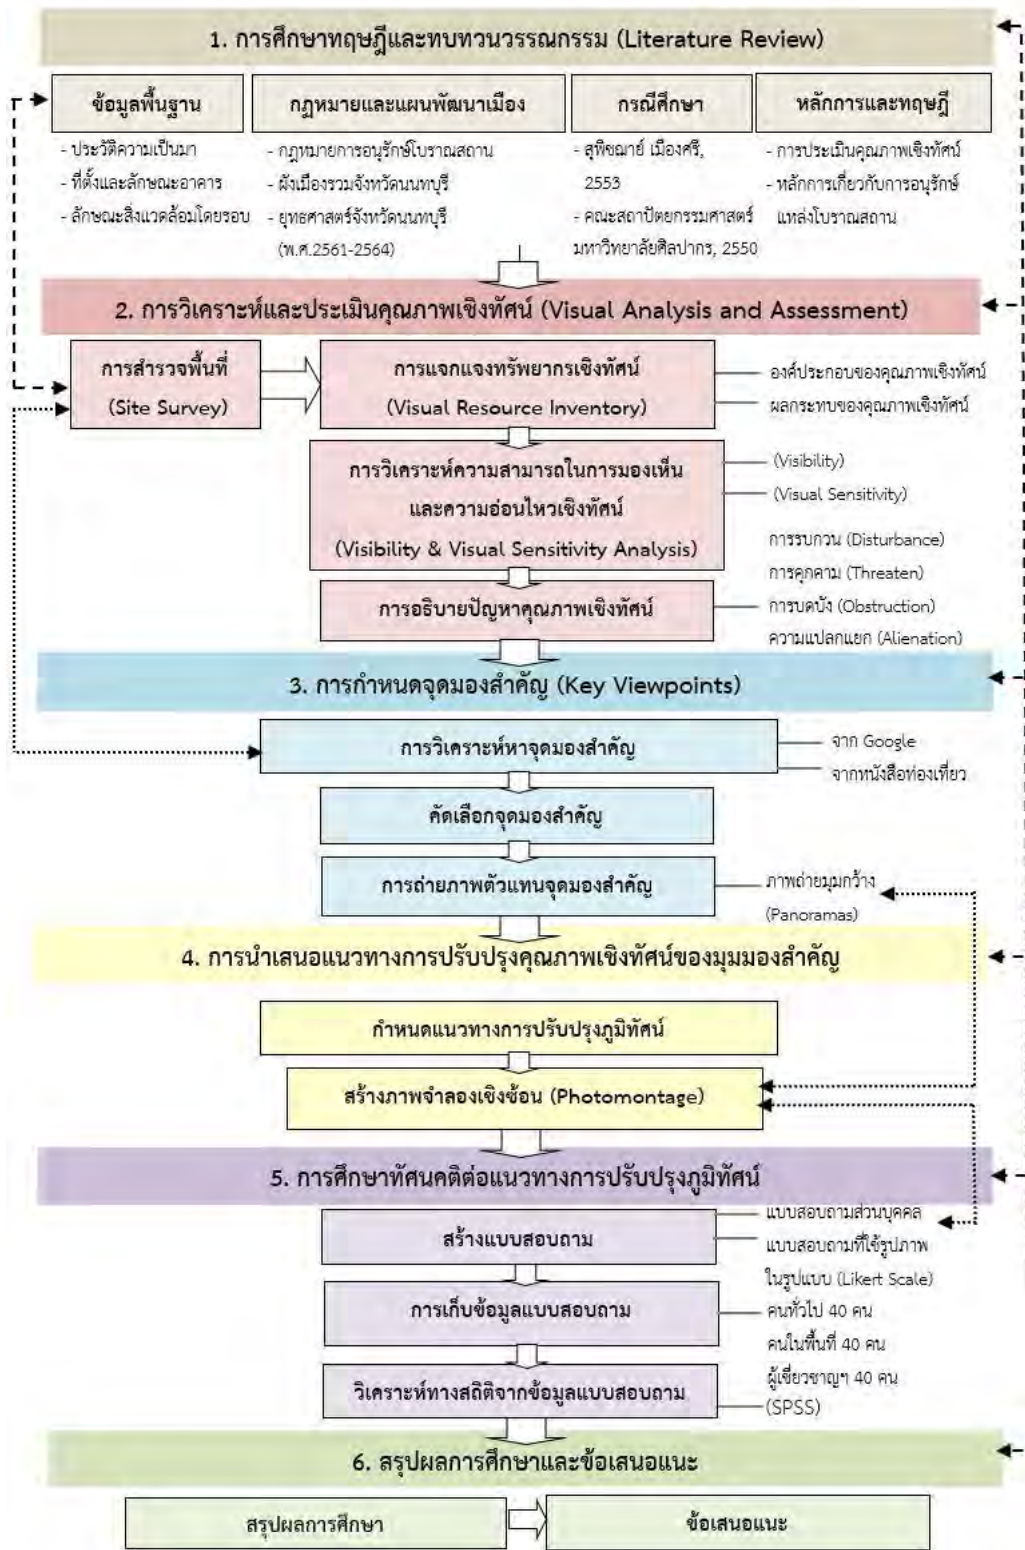 1. การศึกษาทฤษฎีและทบทวนวรรณกรรม (Literature Review)
ข้อมูลพื้นฐาน
- ประวัติความเป็นมา
- ที่ตั้งและลักษณะอาคาร
- ลักษณะสิ่งแวดล้อมโดยรอบ
กฎหมายและแผนพัฒนาเมือง
- กฎหมายการอนุรักษ์โบราณสถาน
- ผังเมืองรวมจังหวัดนนทบุรี
- ยุทธศาสตร์จังหวัดนนทบุรี
(พ.ศ.2561-2564)
กรณีศึกษา
- สุพิชฌาย์ เมืองศรี,
2553
- คณะสถาปัตยกรรมศาสตร์
มหาวิทยาลัยศิลปากร, 2550
หลักการและทฤษฎี
- การประเมินคุณภาพเชิงทัศน์
- หลักการเกี่ยวกับการอนุรักษ์
แหล่งโบราณสถาน
2. การวิเคราะห์และประเมินคุณภาพเชิงทัศน์ (Visual Analysis and Assessment)
การสำรวจพื้นที่
(Site Survey)
การแจกแจงทรัพยากรเชิงทัศน์
(Visual Resource Inventory)
องค์ประกอบของคุณภาพเชิงทัศน์
ผลกระทบของคุณภาพเชิงทัศน์
การวิเคราะห์ความสามารถในการมองเห็น
และความอ่อนไหวเชิงทัศน์
(Visibility & Visual Sensitivity Analysis)
(Visibility)
(Visual Sensitivity)
การอธิบายปัญหาคุณภาพเชิงทัศน์
การรบกวน (Disturbance)
การคุกคาม (Threaten)
การบดบัง (Obstruction)
ความแปลกแยก (Alienation)
3. การกำหนดจุดมองสำคัญ (Key Viewpoints)
การวิเคราะห์หาจุดมองสำคัญ
จาก Google
จากหนังสือท่องเที่ยว
คัดเลือกจุดมองสำคัญ
การถ่ายภาพตัวแทนจุดมองสำคัญ
ภาพถ่ายมุมกว้าง
(Panoramas)
4. การนำเสนอแนวทางการปรับปรุงคุณภาพเชิงทัศน์ของมุมมองสำคัญ
กำหนดแนวทางการปรับปรุงภูมิทัศน์
สร้างภาพจำลองเชิงซ้อน (Photomontage)
5. การศึกษาทัศนคติต่อแนวทางการปรับปรุงภูมิทัศน์
สร้างแบบสอบถาม
แบบสอบถามส่วนบุคคล
แบบสอบถามที่ใช้รูปภาพ
ในรูปแบบ (Likert Scale)
การเก็บข้อมูลแบบสอบถาม
คนทั่วไป 40 คน
คนในพื้นที่ 40 คน
ผู้เชี่ยวชาญฯ 40 คน
วิเคราะห์ทางสถิติจากข้อมูลแบบสอบถาม
(SPSS)
6. สรุปผลการศึกษาและข้อเสนอแนะ
สรุปผลการศึกษา
ข้อเสนอแนะ